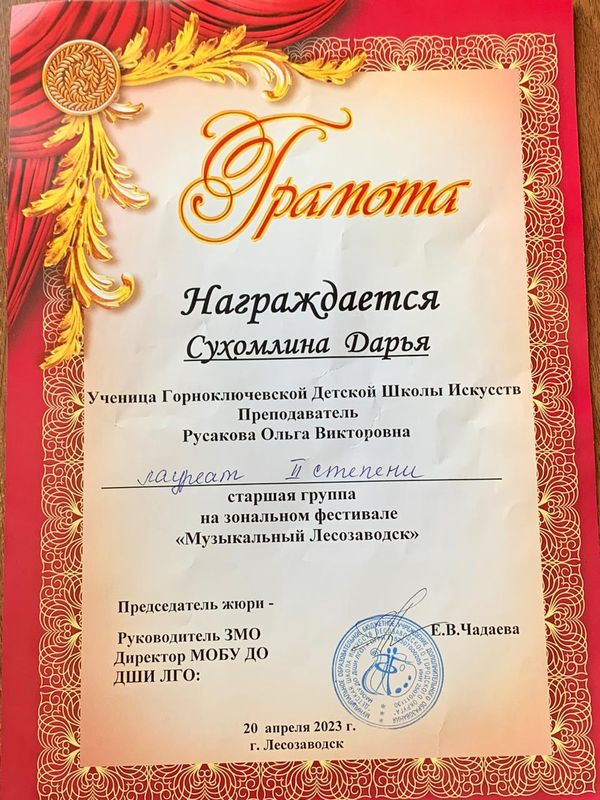 Грамота
Награждается
Сухомлина Дарья
Ученица Горноключевской Детской Школы Искусств
Преподаватель
Русакова Ольга Викторовна
лауреат II степени
старшая группа
на зональном фестивале
«Музыкальный Лесозаводск»
Председатель жюри -
Руководитель ЗМО
Е.В.Чадаева
Директор МОБУ ДО
ДШИ ЛГО:
20 апреля 2023 г.
г. Лесозаводск